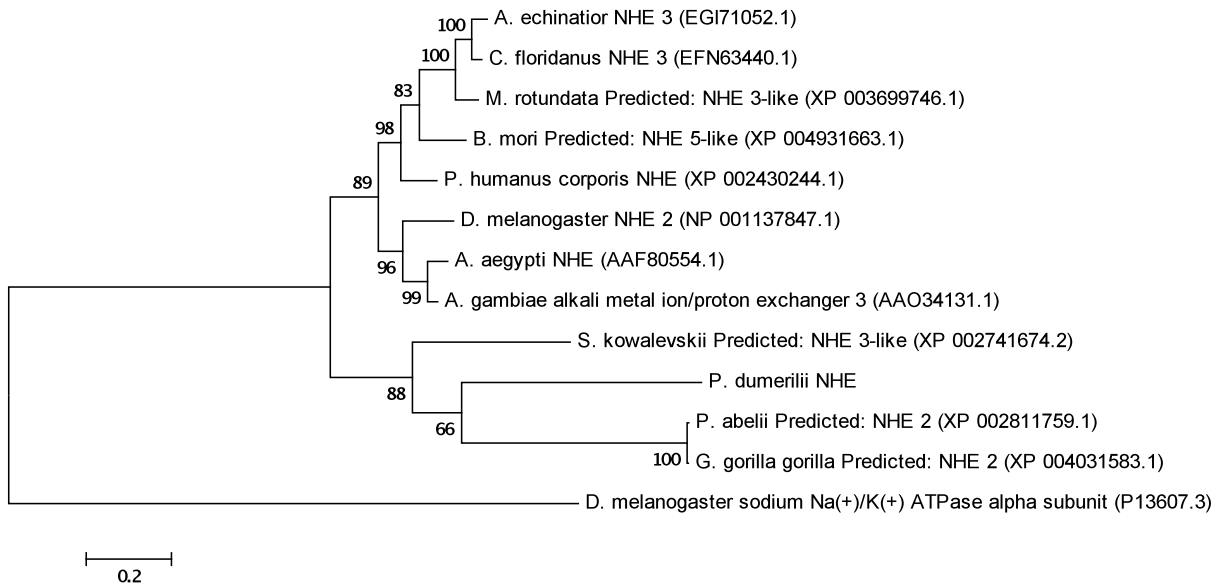 100
A. echinatior NHE 3 (EGI71052.1)
100
C. floridanus NHE 3 (EFN63440.1)
83
M. rotundata Predicted: NHE 3-like (XP 003699746.1)
98
B. mori Predicted: NHE 5-like (XP 004931663.1)
89
P. humanus corporis NHE (XP 002430244.1)
D. melanogaster NHE 2 (NP 001137847.1)
96
A. aegypti NHE (AAF80554.1)
99
A. gambiae alkali metal ion/proton exchanger 3 (AAO34131.1)
S. kowalevskii Predicted: NHE 3-like (XP 002741674.2)
88
P. dumerilii NHE
66
P. abelii Predicted: NHE 2 (XP 002811759.1)
100
G. gorilla gorilla Predicted: NHE 2 (XP 004031583.1)
D. melanogaster sodium Na(+)/K(+) ATPase alpha subunit (P13607.3)
0.2